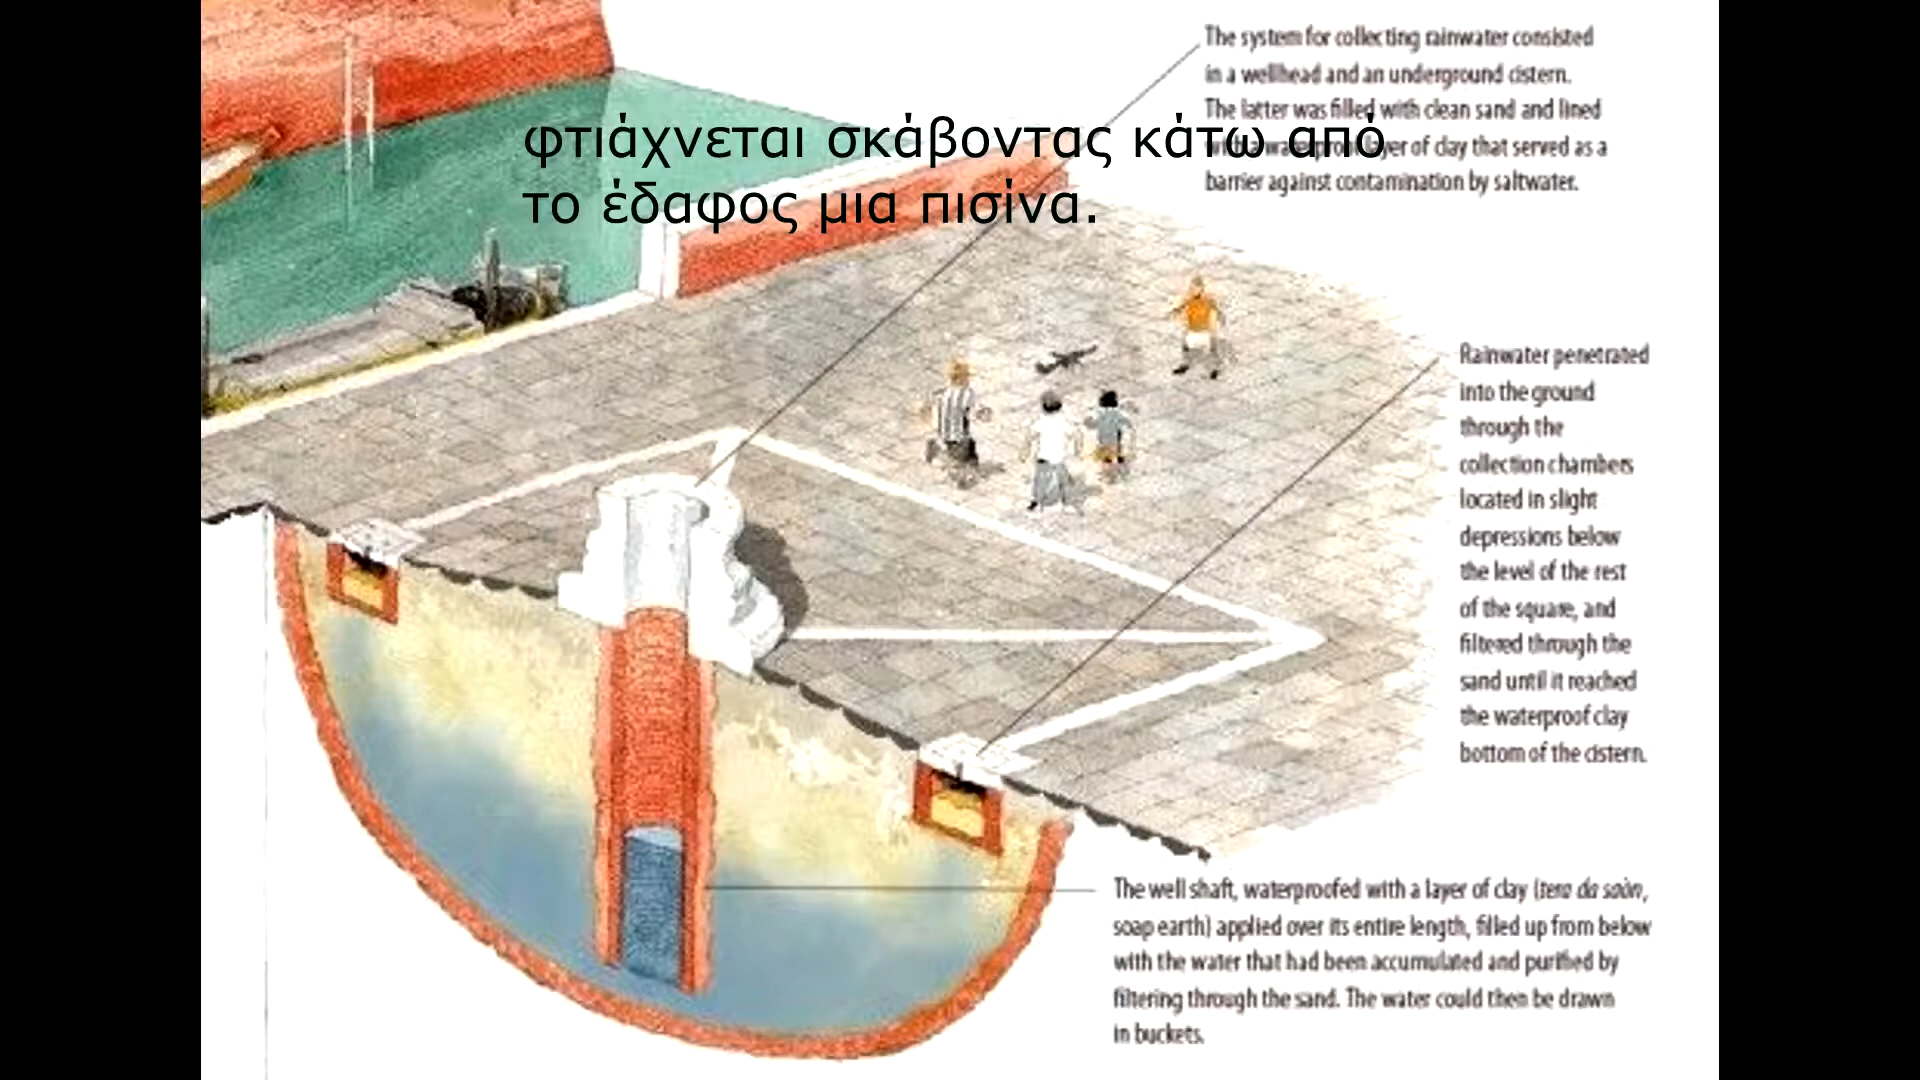 The system for collecting rainwater consisted
in a wellhead and an underground cistern.
The latter was filled with clean sand and lined
with a waterproof layer of clay that served as a
barrier against contamination by saltwater.
φτιάχνεται σκάβοντας κάτω από
το έδαφος μια πισίνα.
Rainwater penetrated
into the ground
through the
collection chambers
located in slight
depressions below
the level of the rest
of the square, and
filtered through the
sand until it reached
the waterproof clay
bottom of the cistern.
The well shaft, waterproofed with a layer of clay (tera da saòn,
soap earth) applied over its entire length, filled up from below
with the water that had been accumulated and purified by
filtering through the sand. The water could then be drawn
in buckets.